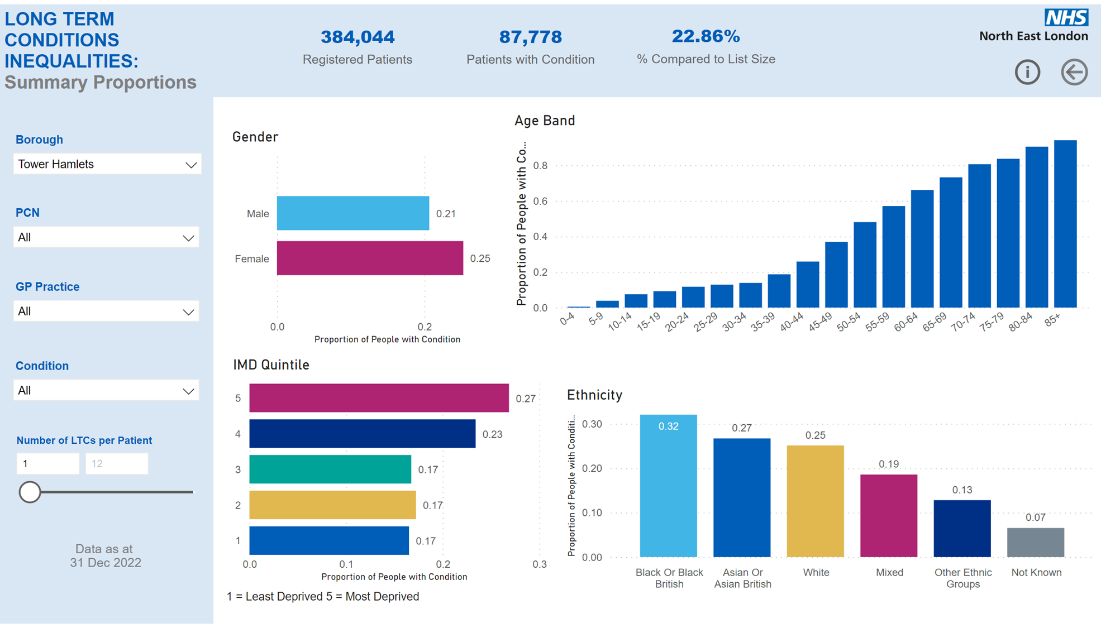 LONG TERM
CONDITIONS
INEQUALITIES:
Summary Proportions
384,044
Registered Patients
87,778
Patients with Condition
22.86%
% Compared to List Size
NHS
North East London
Borough
Tower Hamlets
PCN
All
GP Practice
All
Condition
All
Number of LTCs per Patient
1
12
Data as at
31 Dec 2022
Gender
Male
0.21
Female
0.25
0.0
0.2
Proportion of People with Condition
Age Band
Proportion of People with Co...
0.8
0.6
0.4
0.2
0.0
0-4
5-9
10-14
15-19
20-24
25-29
30-34
35-39
40-44
45-49
50-54
55-59
60-64
65-69
70-74
75-79
80-84
85+
IMD Quintile
5
0.27
4
0.23
3
0.17
2
0.17
1
0.17
0.0
0.1
0.2
0.3
Proportion of People with Condition
1 = Least Deprived 5 = Most Deprived
Ethnicity
Proportion of People with Conditi...
0.30
0.20
0.10
0.00
0.32
0.27
0.25
0.19
0.13
0.07
Black Or Black
British
Asian Or
Asian British
White
Mixed
Other Ethnic
Groups
Not Known